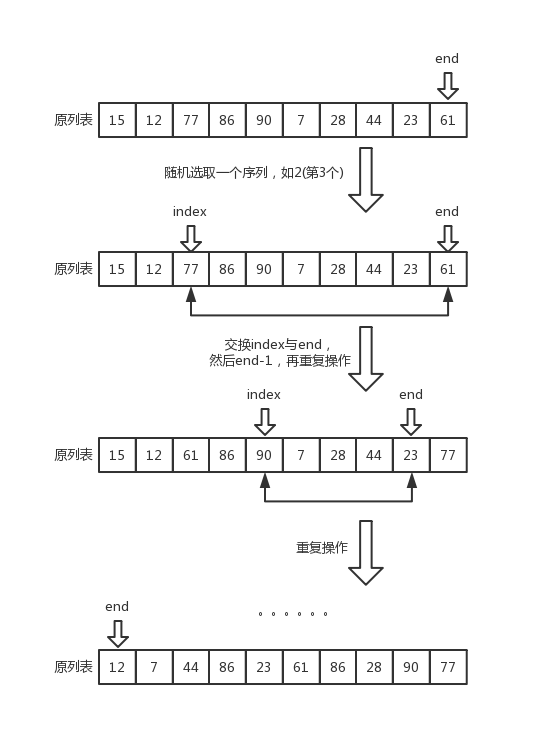 end
原列表 15 12 77 86 90 7 28 44 23 61
随机选取一个序列，如2(第3个)
index end
原列表 15 12 77 86 90 7 28 44 23 61
交换index与end，
然后end-1，再重复操作
index end
原列表 15 12 61 86 90 7 28 44 23 77
重复操作
end 。。。。。。
原列表 12 7 44 86 23 61 86 28 90 77